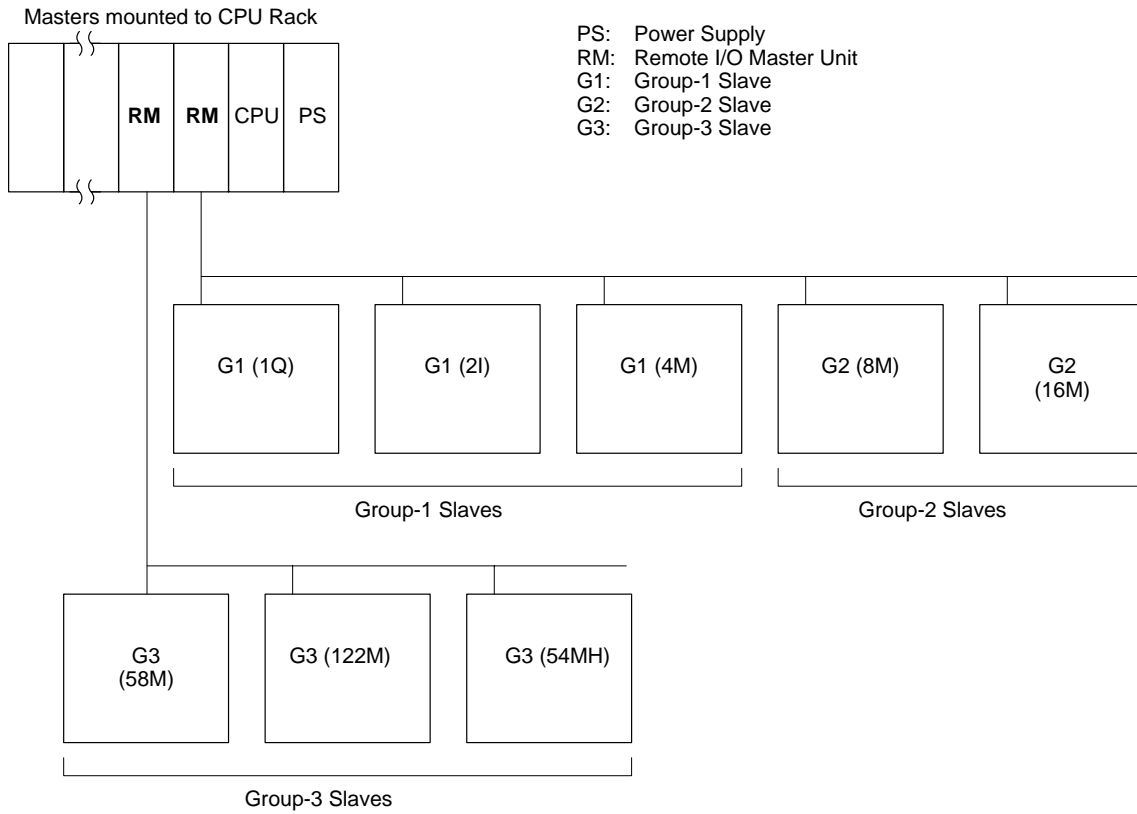 Masters mounted to CPU Rack
PS: Power Supply
RM: Remote I/O Master Unit
G1: Group-1 Slave
G2: Group-2 Slave
G3: Group-3 Slave
RM RM CPU PS
G1 (1Q) G1 (2I) G1 (4M) G2 (8M) G2
(16M)
Group-1 Slaves Group-2 Slaves
G3
(58M)
G3 (122M) G3 (54MH)
Group-3 Slaves